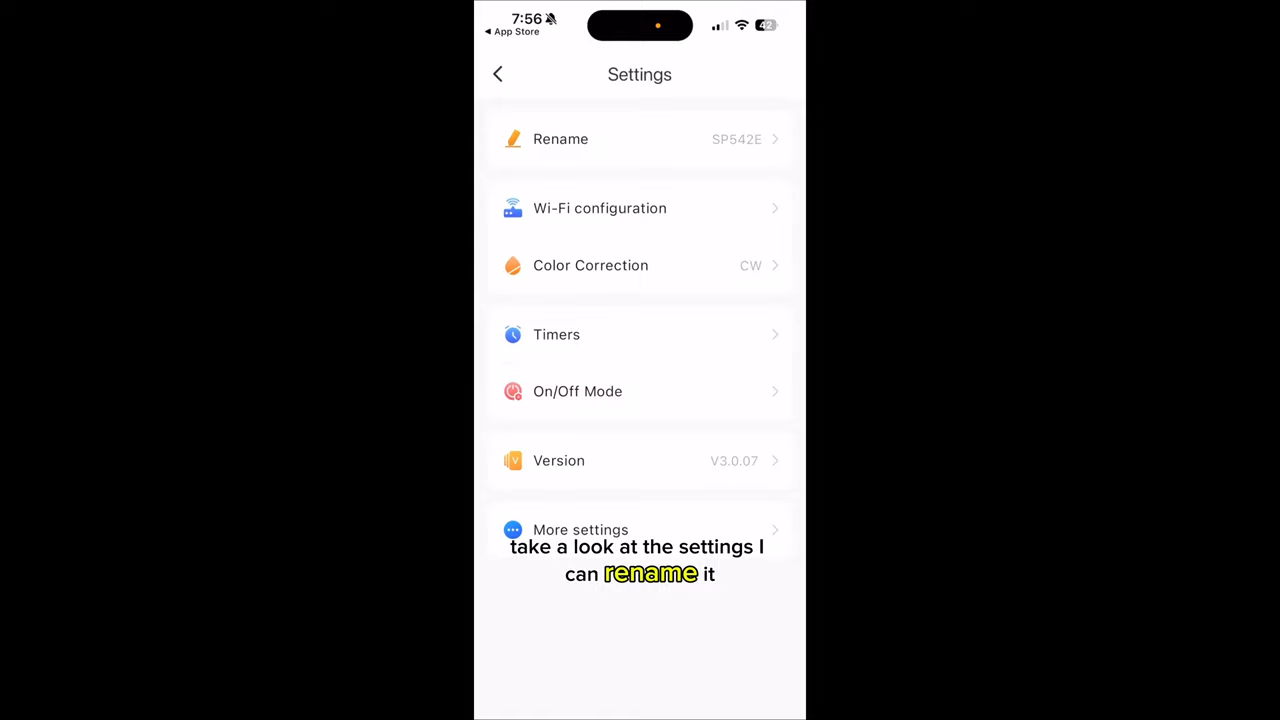 7:56
App Store
42
Settings
Rename SP542E
Wi-Fi configuration
Color Correction CW
Timers
On/Off Mode
Version V3.0.07
More settings
take a look at the settings I
can rename it